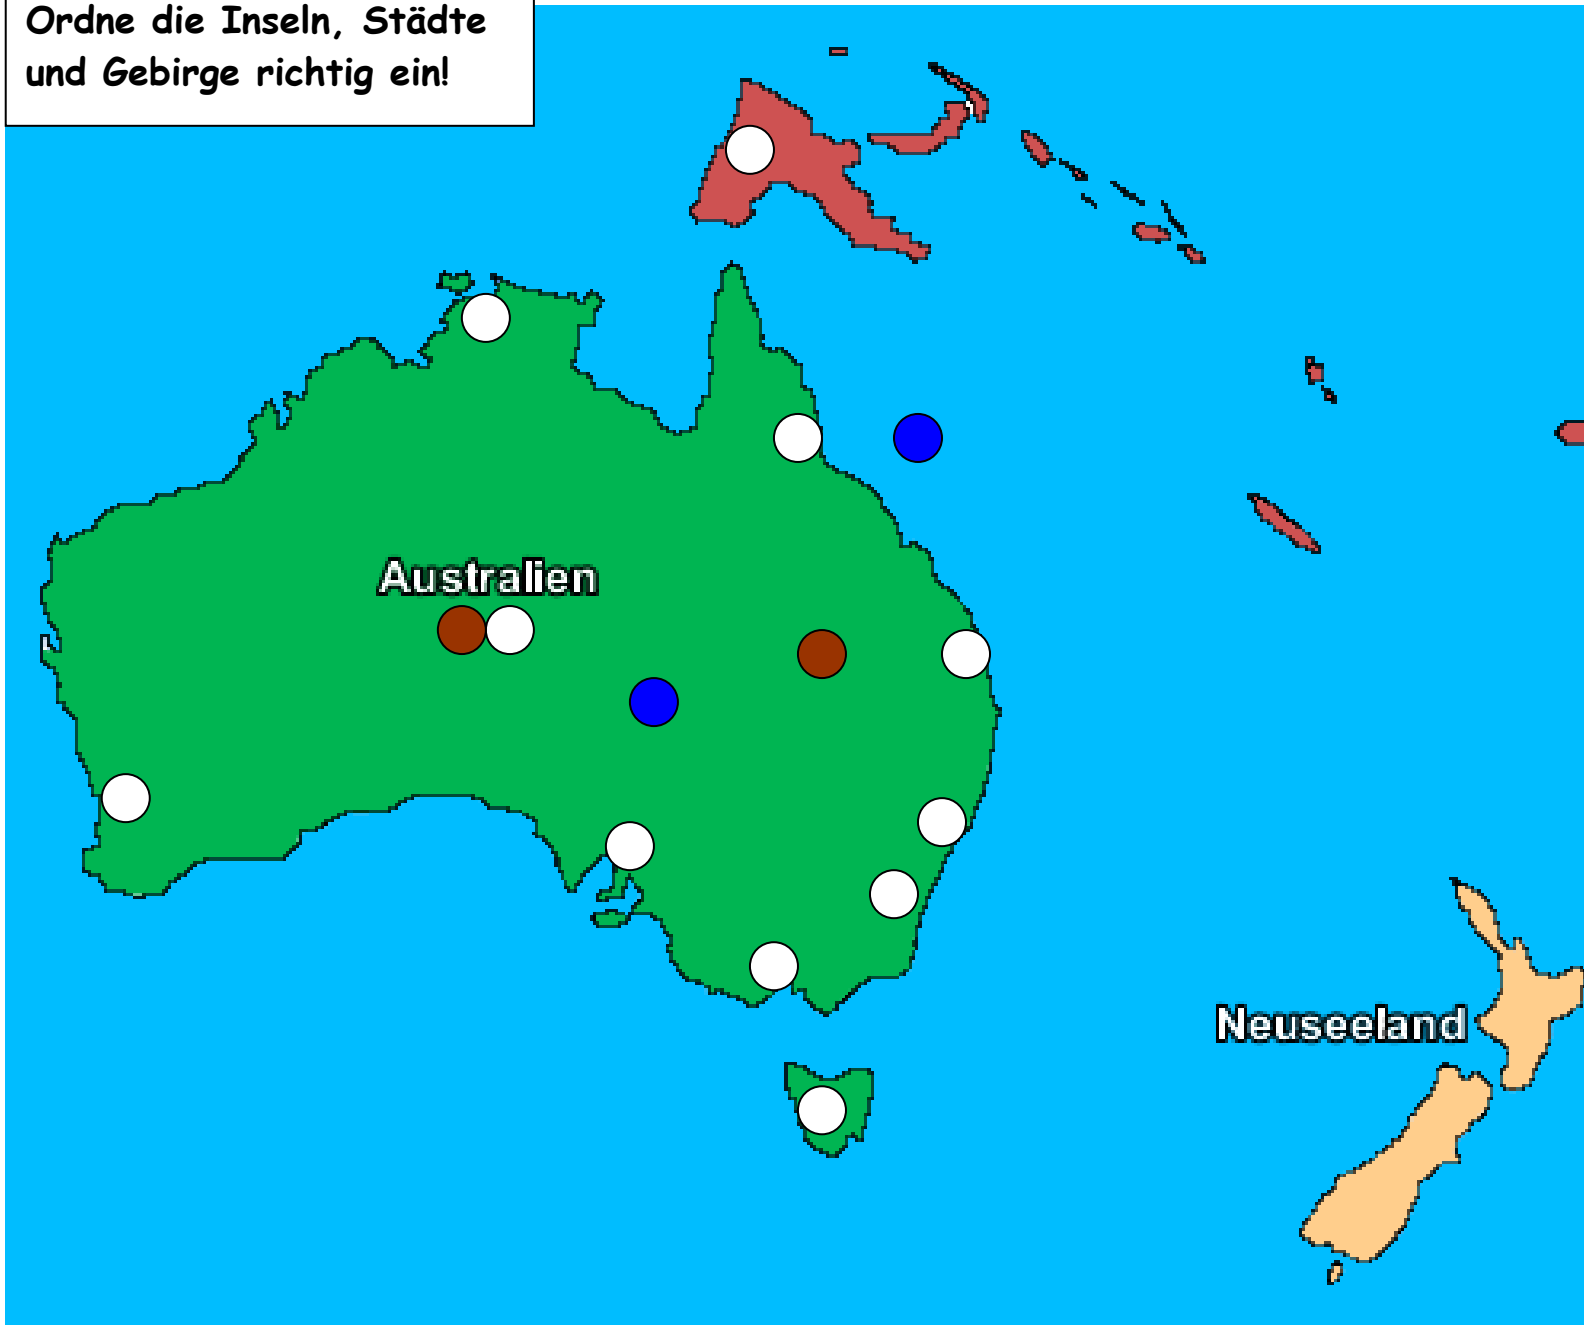 Ordne die Inseln, Städte
und Gebirge richtig ein!
Australien
Neuseeland